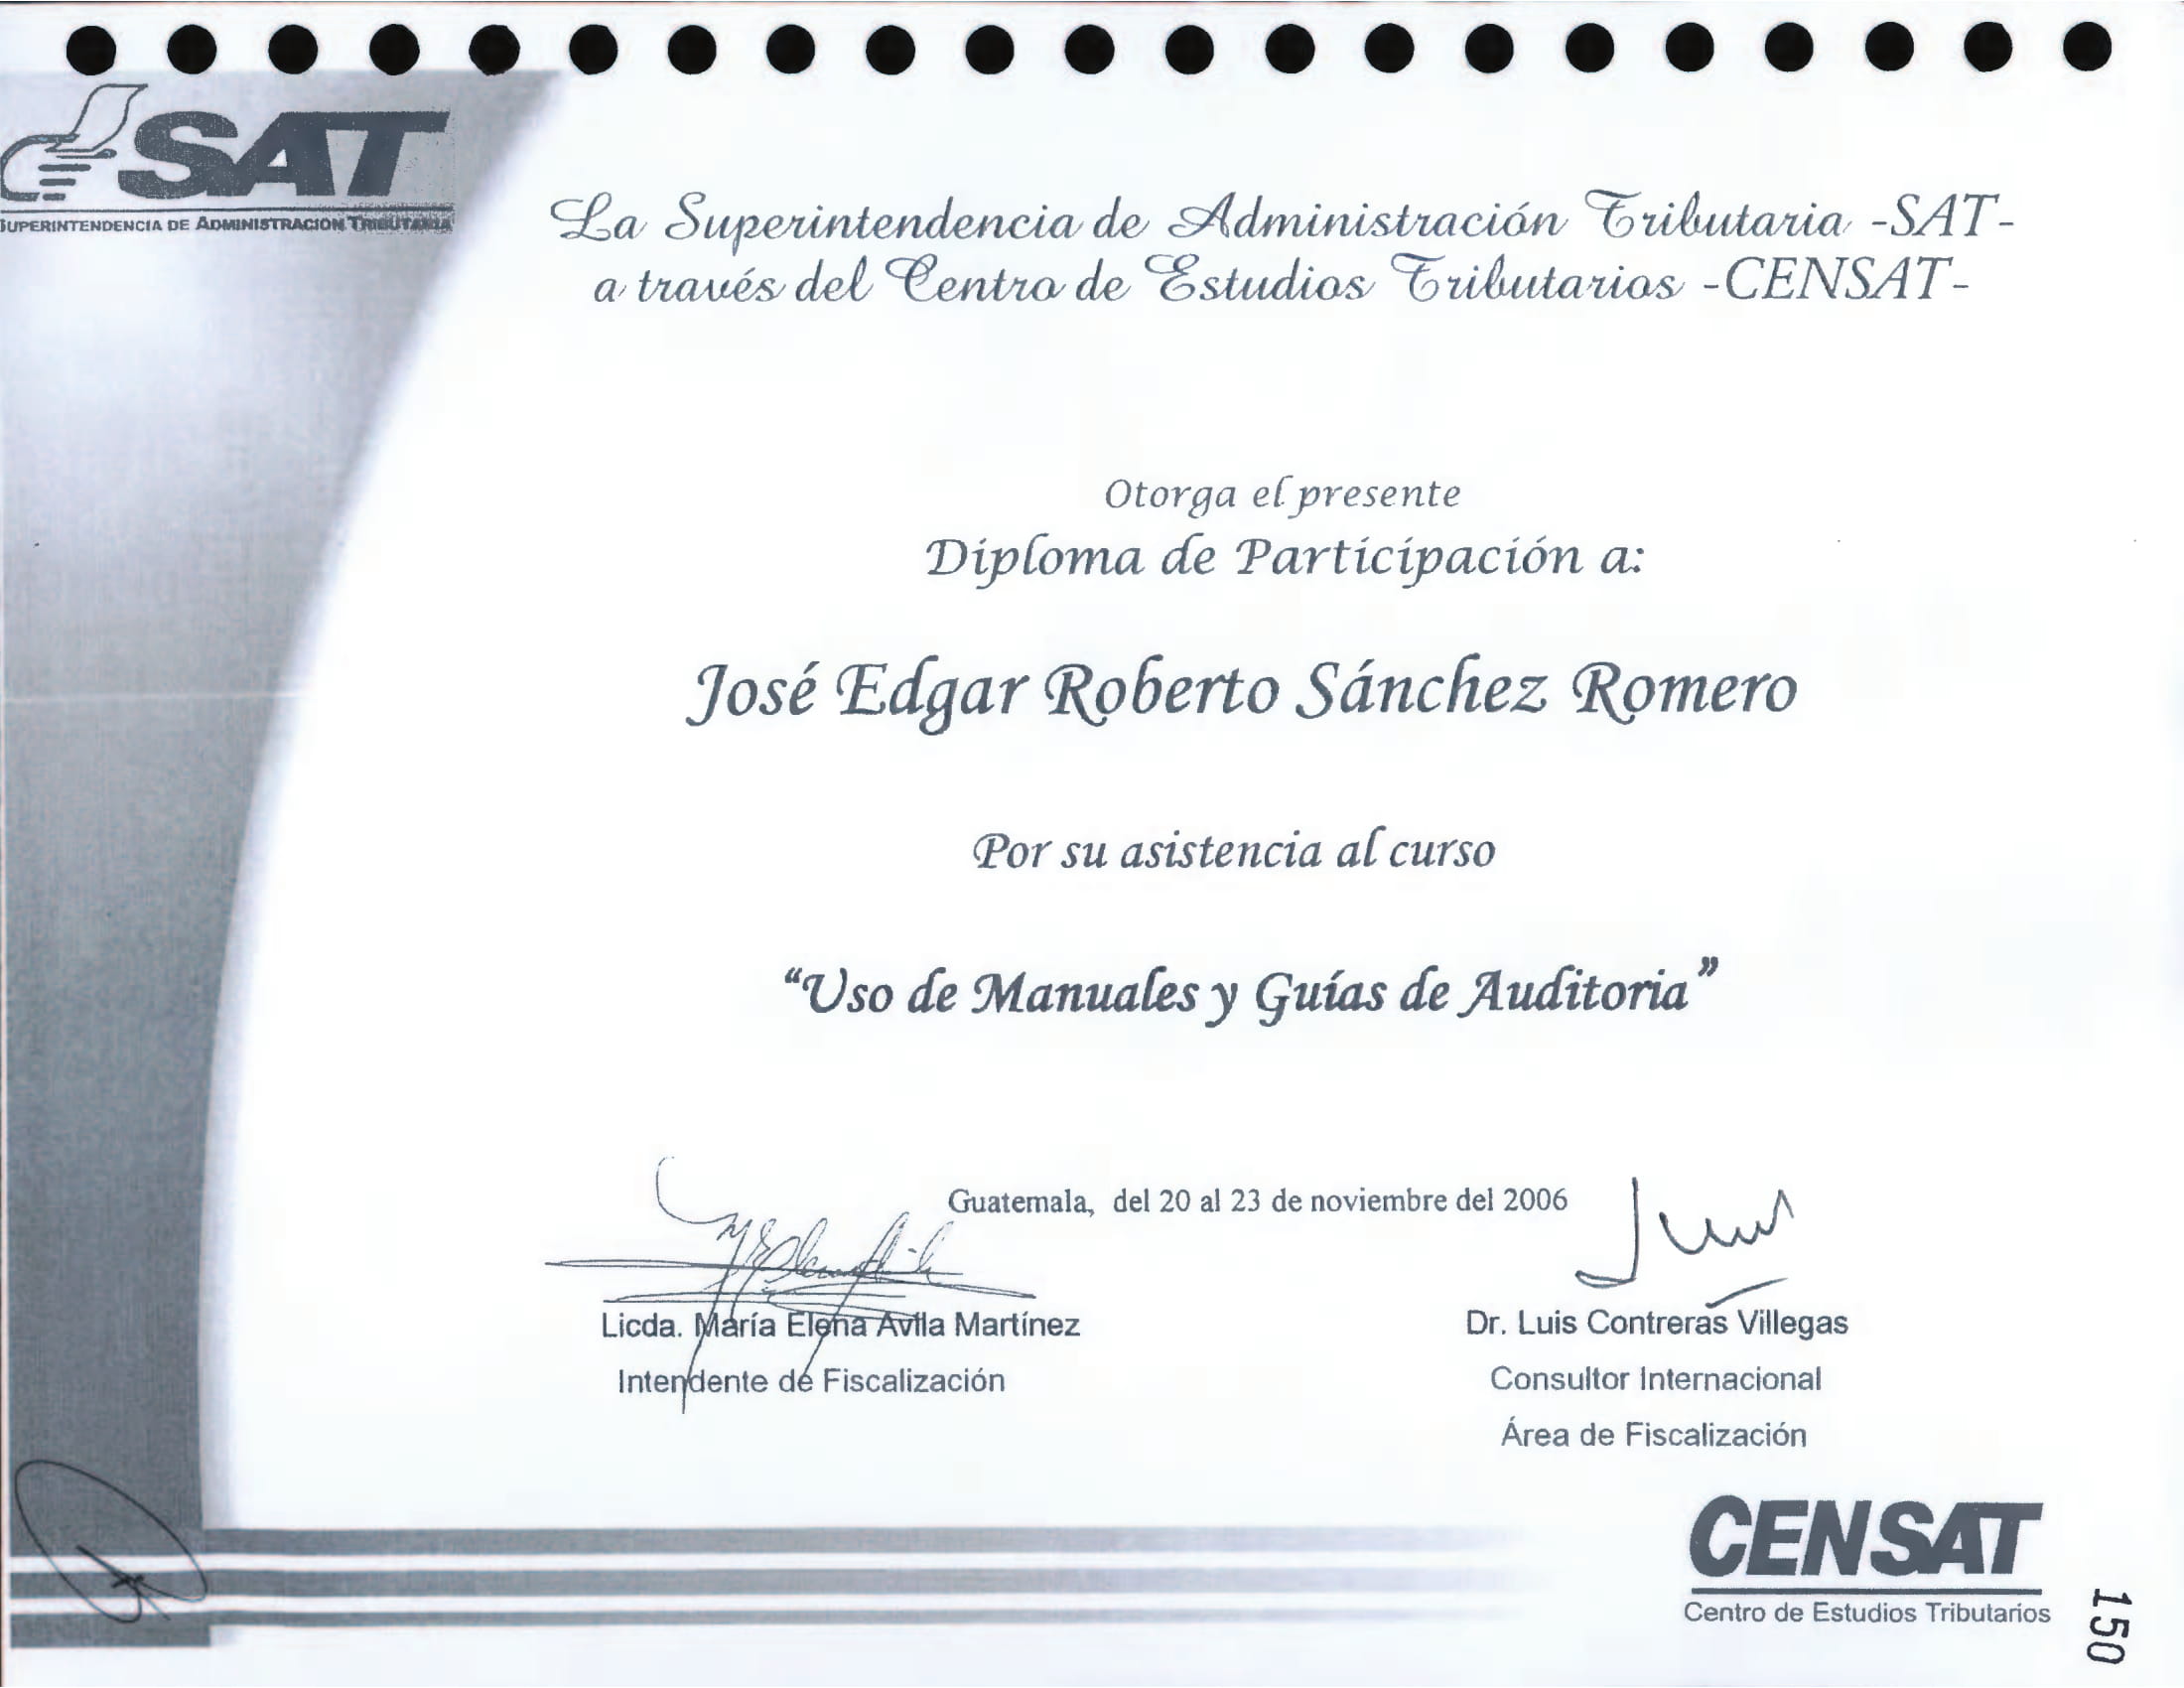 SAT
SUPERINTENDENCIA DE ADMINISTRACION TRIBUTARIA
La Superintendencia de Administración Tributaria -SAT-
a través del Centro de Estudios Tributarios -CENSAT-
Otorga el presente
Diploma de Participación a:
José Edgar Roberto Sánchez Romero
Por su asistencia al curso
“Uso de Manuales y Guías de Auditoria”
Guatemala, del 20 al 23 de noviembre del 2006
Licda. María Elena Avila Martínez
Intendente de Fiscalización
Dr. Luis Contreras Villegas
Consultor Internacional
Área de Fiscalización
CENSAT
Centro de Estudios Tributarios
150